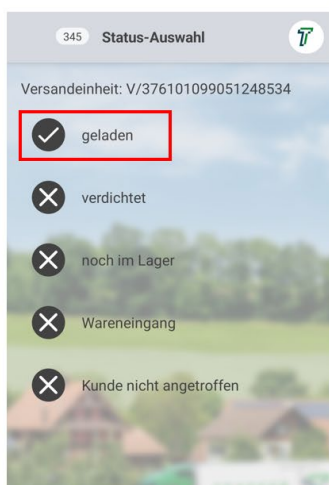 345 Status-Auswahl
Versandeinheit: V/376101099051248534
geladen
verdichtet
noch im Lager
Wareneingang
Kunde nicht angetroffen